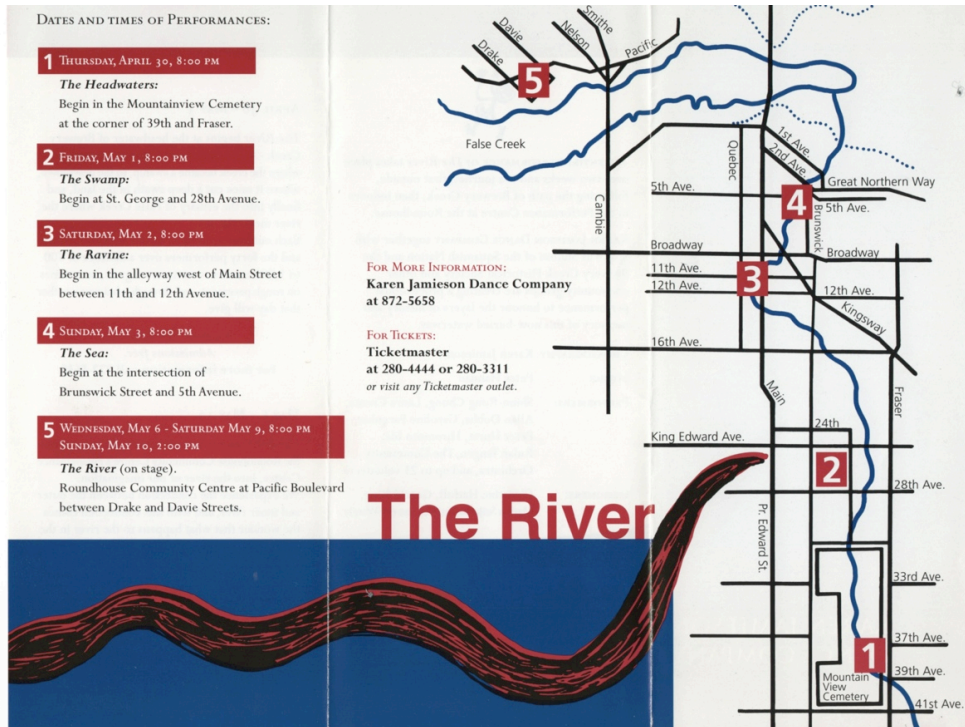 DATES AND TIMES OF PERFORMANCES:
1 THURSDAY, APRIL 30, 8:00 PM
The Headwaters:
Begin in the Mountainview Cemetery
at the corner of 39th and Fraser.
2 FRIDAY, MAY 1, 8:00 PM
The Swamp:
Begin at St. George and 28th Avenue.
3 SATURDAY, MAY 2, 8:00 PM
The Ravine:
Begin in the alleyway west of Main Street
between 11th and 12th Avenue.
4 SUNDAY, MAY 3, 8:00 PM
The Sea:
Begin at the intersection of
Brunswick Street and 5th Avenue.
5 WEDNESDAY, MAY 6 - SATURDAY MAY 9, 8:00 PM
SUNDAY, MAY 10, 2:00 PM
The River (on stage).
Roundhouse Community Centre at Pacific Boulevard
between Drake and Davie Streets.
FOR MORE INFORMATION:
Karen Jamieson Dance Company
at 872-5658
FOR TICKETS:
Ticketmaster
at 280-4444 or 280-3311
or visit any Ticketmaster outlet.
The River
Smithe
Davie
Nelson
Drake
Pacific
5
False Creek
Cambie
Quebec
1st Ave.
2nd Ave.
Great Northern Way
5th Ave.
4
5th Ave.
Brunswick
Broadway
Broadway
11th Ave.
3
12th Ave.
12th Ave.
Kingsway
16th Ave.
Main
Fraser
24th
King Edward Ave.
2
28th Ave.
Pr. Edward St.
33rd Ave.
37th Ave.
1
39th Ave.
Mountain
View
Cemetery
41st Ave.